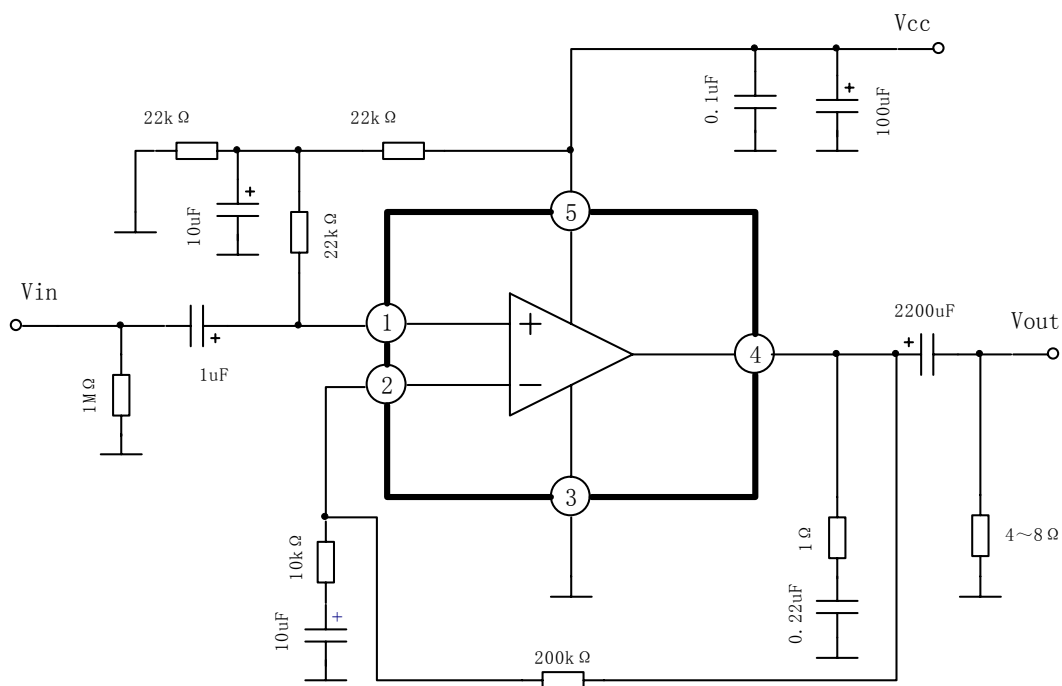 Vcc
0.1uF
+
100uF
22kΩ
22kΩ
+
10uF
22kΩ
5
Vin
1
+
+
1uF
1MΩ
2
−
4
2200uF
+
Vout
3
10kΩ
+
10uF
1Ω
0.22uF
4～8Ω
200kΩ